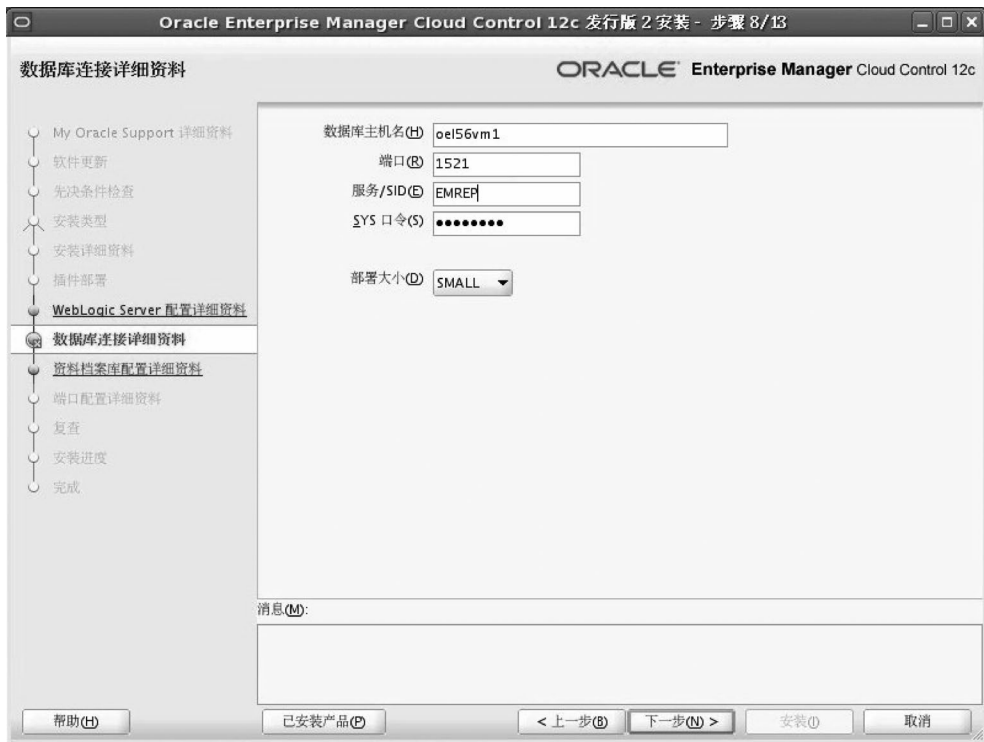 Oracle Enterprise Manager Cloud Control 12c 发行版 2 安装 - 步骤 8/13
数据库连接详细资料
ORACLE Enterprise Manager Cloud Control 12c
My Oracle Support 详细资料
软件更新
先决条件检查
安装类型
安装详细资料
插件部署
WebLogic Server 配置详细资料
数据库连接详细资料
资料档案库配置详细资料
端口配置详细资料
复查
安装进度
完成
数据库主机名(H) oel56vm1
端口(R) 1521
服务/SID(E) EMREP
SYS 口令(S) ●●●●●●●●
部署大小(D) SMALL
消息(M):
帮助(H)
已安装产品(P)
< 上一步(B)
下一步(N) >
安装(I)
取消